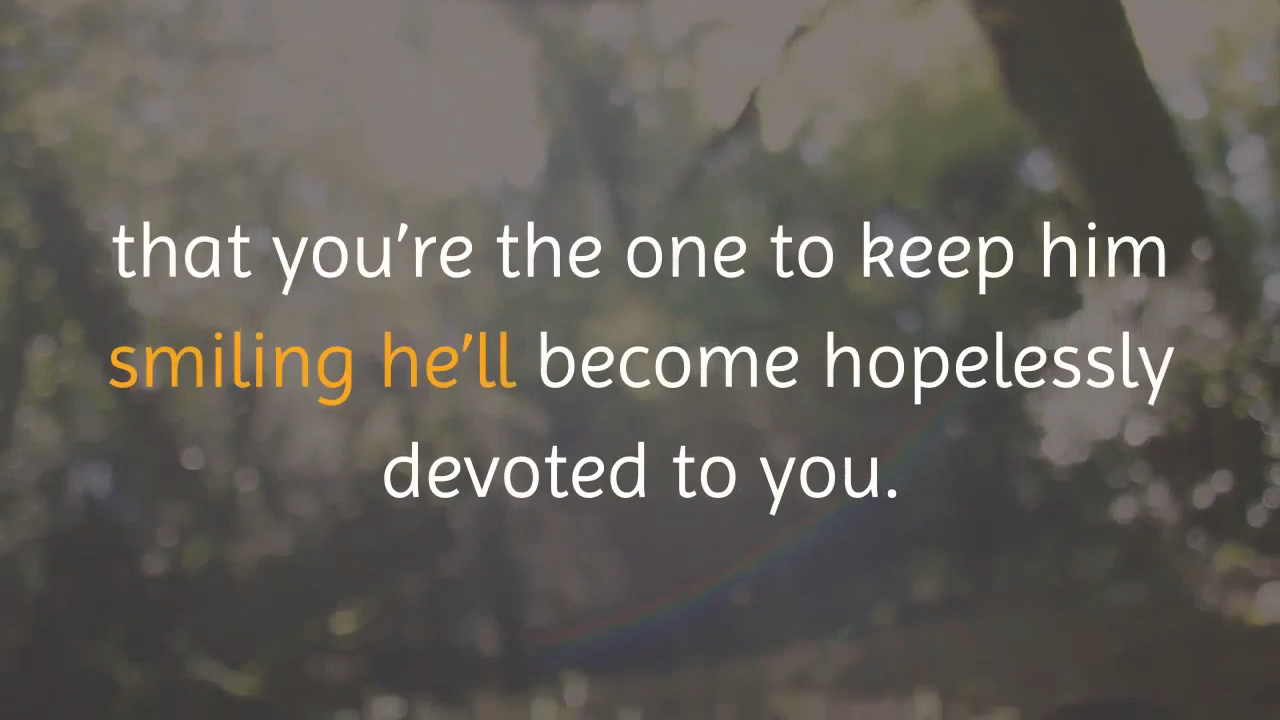 that you’re the one to keep him
smiling he’ll become hopelessly
devoted to you.